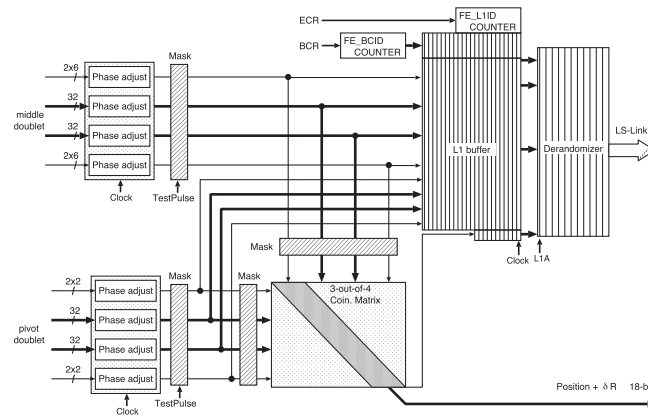 ECR
FE_L1ID
COUNTER
BCR
FE_BCID
COUNTER
Mask
2x6
Phase adjust
middle
doublet
32
Phase adjust
32
Phase adjust
2x6
Phase adjust
Clock
TestPulse
L1 buffer
Derandomizer
LS-Link
Mask
Clock
L1A
Mask
Mask
2x2
Phase adjust
pivot
doublet
32
Phase adjust
32
Phase adjust
2x2
Phase adjust
Clock
TestPulse
3-out-of-4
Coin. Matrix
Position + δR 18-b